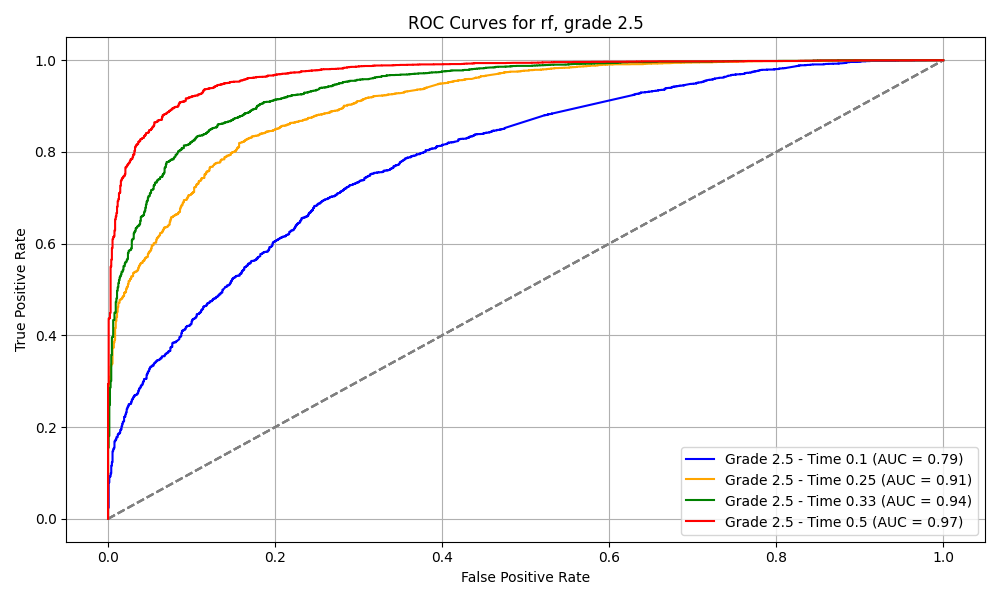 ROC Curves for rf, grade 2.5
True Positive Rate
1.0
0.8
0.6
0.4
0.2
0.0
Grade 2.5 - Time 0.1 (AUC = 0.79)
Grade 2.5 - Time 0.25 (AUC = 0.91)
Grade 2.5 - Time 0.33 (AUC = 0.94)
Grade 2.5 - Time 0.5 (AUC = 0.97)
0.0 0.2 0.4 0.6 0.8 1.0
False Positive Rate